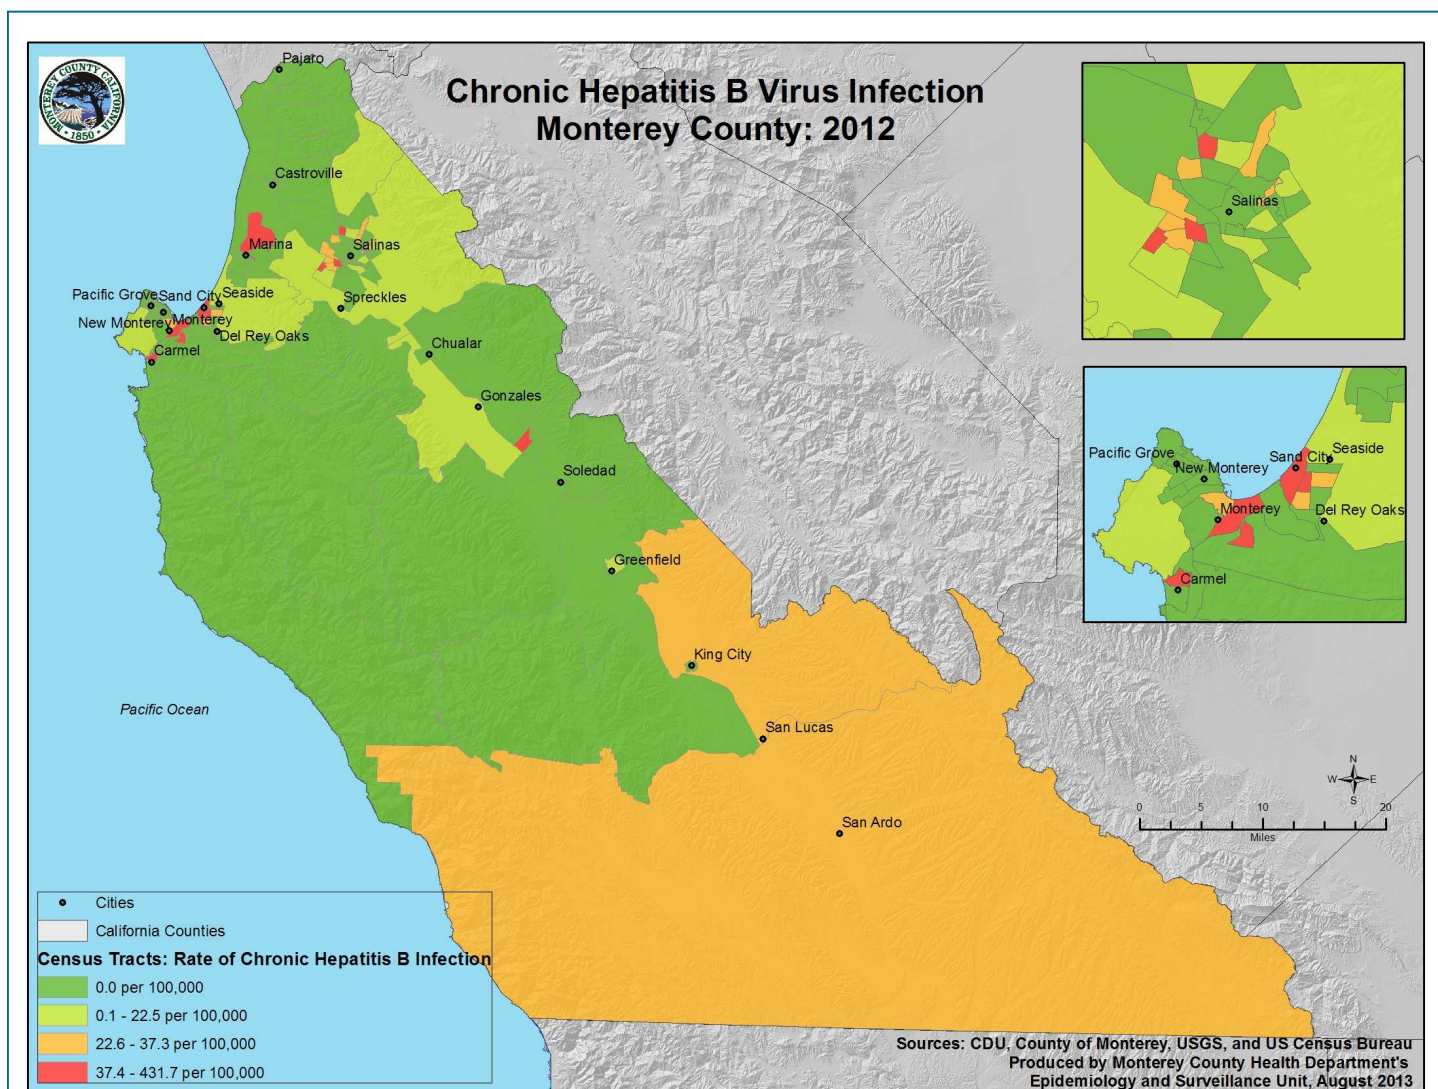 MONTEREY COUNTY CALIFORNIA
1850
Chronic Hepatitis B Virus Infection
Monterey County: 2012
Pajaro
Castroville
Marina
Salinas
Pacific Grove
Sand City
Seaside
Spreckles
New Monterey
Monterey
Del Rey Oaks
Carmel
Chualar
Gonzales
Soledad
Greenfield
King City
San Lucas
San Ardo
Pacific Ocean
Salinas
Pacific Grove
New Monterey
Sand City
Seaside
Monterey
Del Rey Oaks
Carmel
N
W E
S
0 5 10 20
Miles
Cities
California Counties
Census Tracts: Rate of Chronic Hepatitis B Infection
0.0 per 100,000
0.1 - 22.5 per 100,000
22.6 - 37.3 per 100,000
37.4 - 431.7 per 100,000
Sources: CDU, County of Monterey, USGS, and US Census Bureau
Produced by Monterey County Health Department's
Epidemiology and Surveillance Unit, August 2013